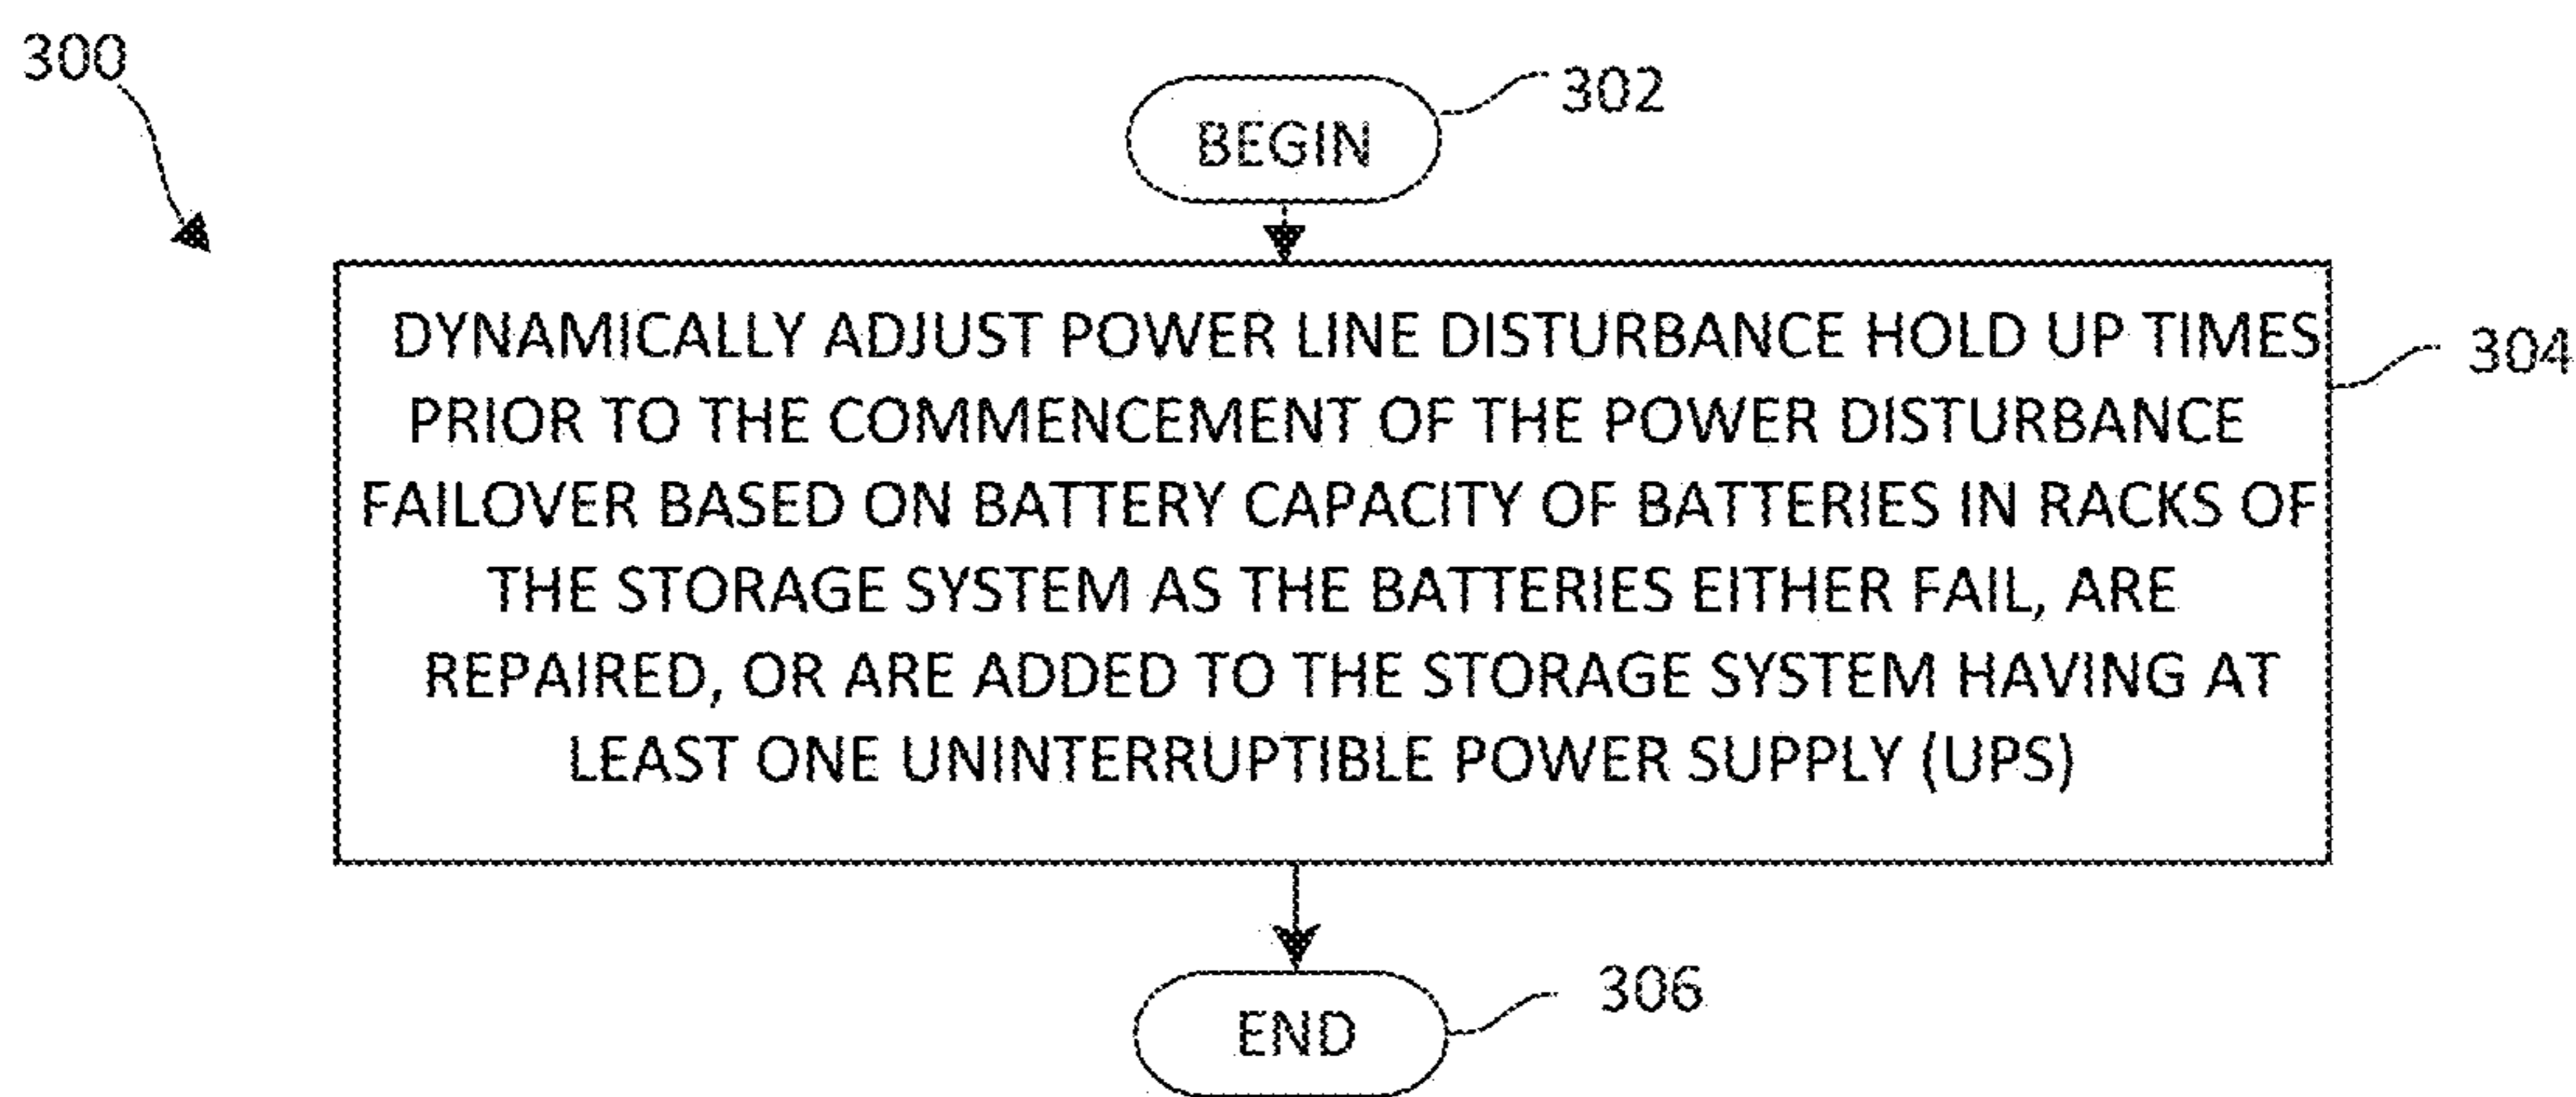 300
302
BEGIN
DYNAMICALLY ADJUST POWER LINE DISTURBANCE HOLD UP TIMES
304
PRIOR TO THE COMMENCEMENT OF THE POWER DISTURBANCE
FAILOVER BASED ON BATTERY CAPACITY OF BATTERIES IN RACKS OF
THE STORAGE SYSTEM AS THE BATTERIES EITHER FAIL, ARE
REPAIRED, OR ARE ADDED TO THE STORAGE SYSTEM HAVING AT
LEAST ONE UNINTERRUPTIBLE POWER SUPPLY (UPS)
306
END